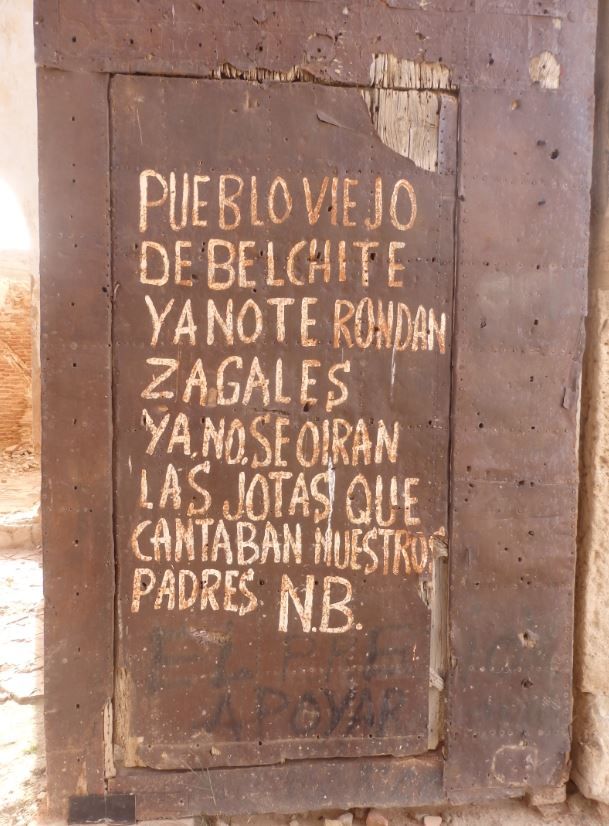 PUEBLO VIEJO
DE BELCHITE
YA NO TE RONDAN
ZAGALES
YA, NO, SE OIRAN
LAS JOTAS QUE
CANTABAN NUESTROS
PADRES N.B.
EL
APOYAR